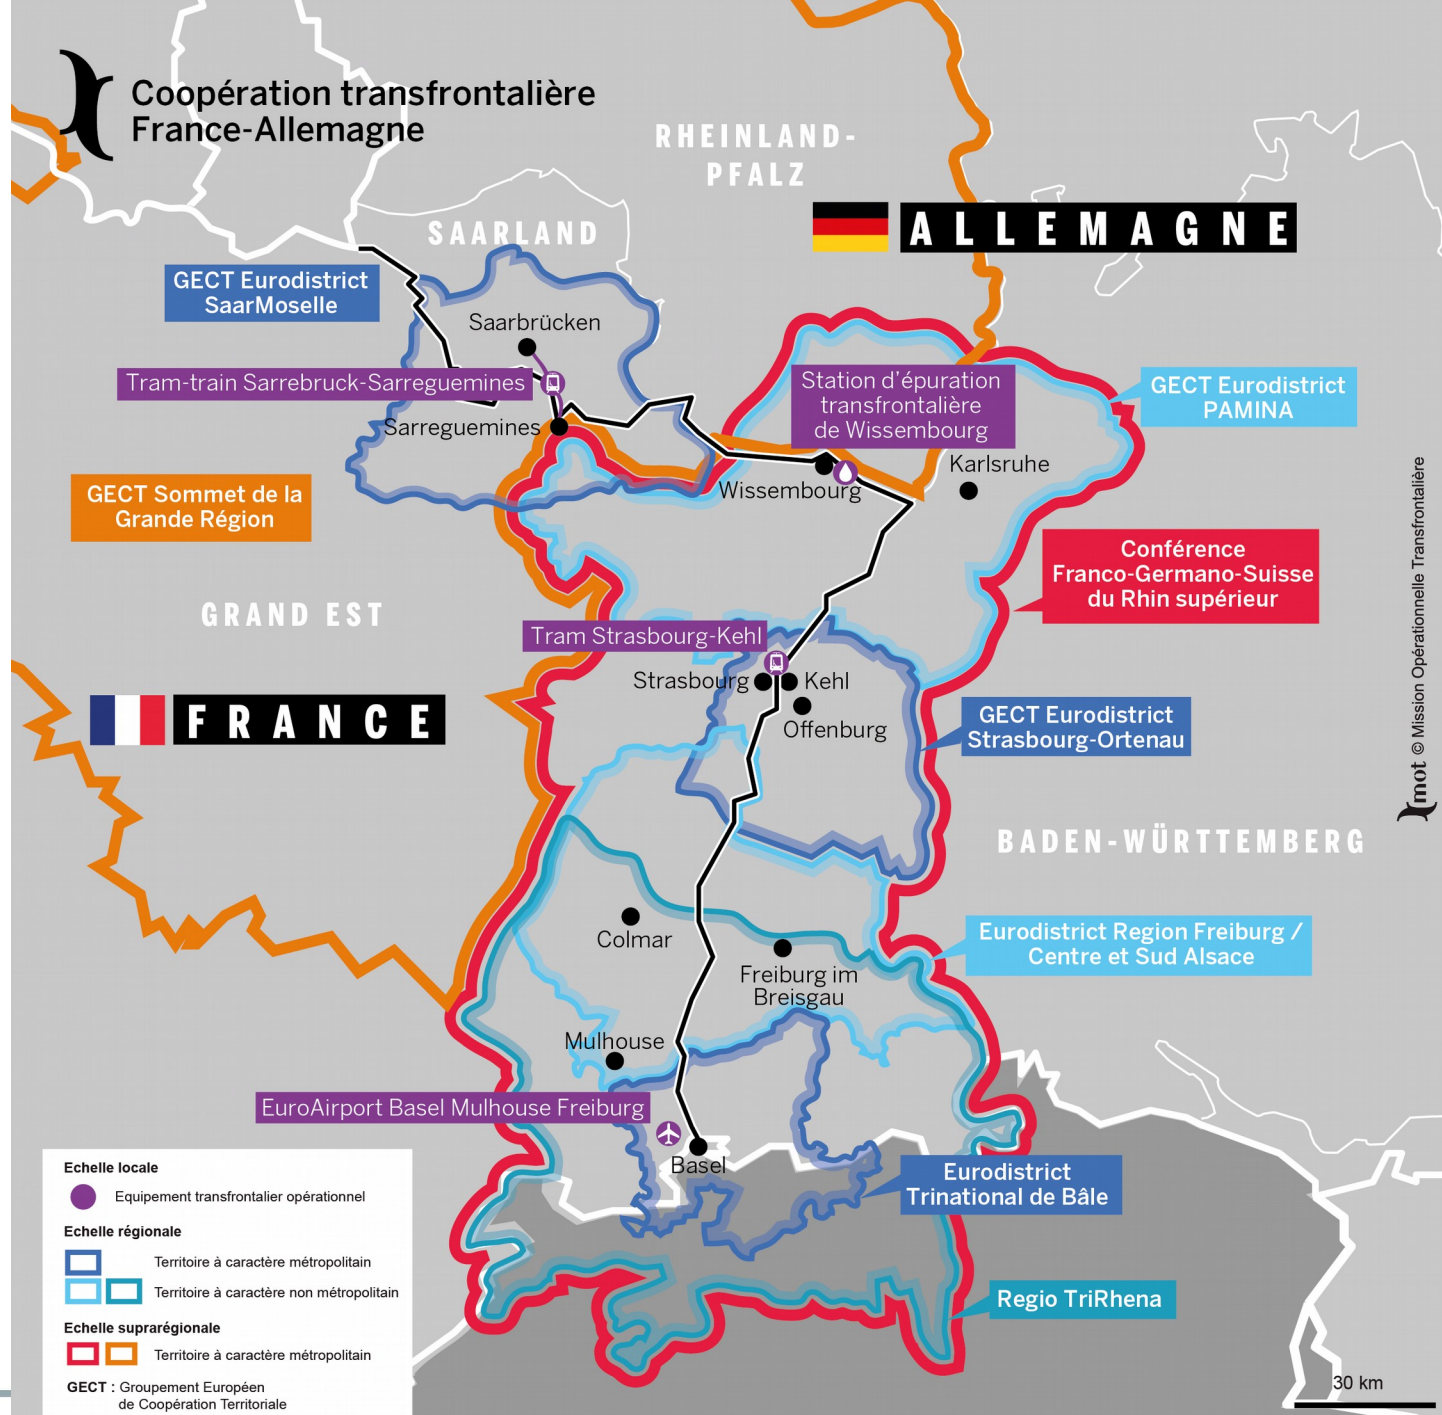 Coopération transfrontalière
France-Allemagne
RHEINLAND-
PFALZ
SAARLAND
ALLEMAGNE
GECT Eurodistrict
SaarMoselle
Saarbrücken
Tram-train Sarrebruck-Sarreguemines
Sarreguemines
Station d'épuration
transfrontalière
de Wissembourg
GECT Eurodistrict
PAMINA
Karlsruhe
Wissembourg
GECT Sommet de la
Grande Région
Conférence
Franco-Germano-Suisse
du Rhin supérieur
GRAND EST
Tram Strasbourg-Kehl
Strasbourg
Kehl
Offenburg
FRANCE
GECT Eurodistrict
Strasbourg-Ortenau
mot © Mission Opérationnelle Transfrontalière
BADEN-WÜRTTEMBERG
Colmar
Freiburg im
Breisgau
Eurodistrict Region Freiburg /
Centre et Sud Alsace
Mulhouse
EuroAirport Basel Mulhouse Freiburg
Basel
Eurodistrict
Trinational de Bâle
Regio TriRhena
Echelle locale
Equipement transfrontalier opérationnel
Echelle régionale
Territoire à caractère métropolitain
Territoire à caractère non métropolitain
Echelle suprarégionale
Territoire à caractère métropolitain
GECT : Groupement Européen
de Coopération Territoriale
30 km